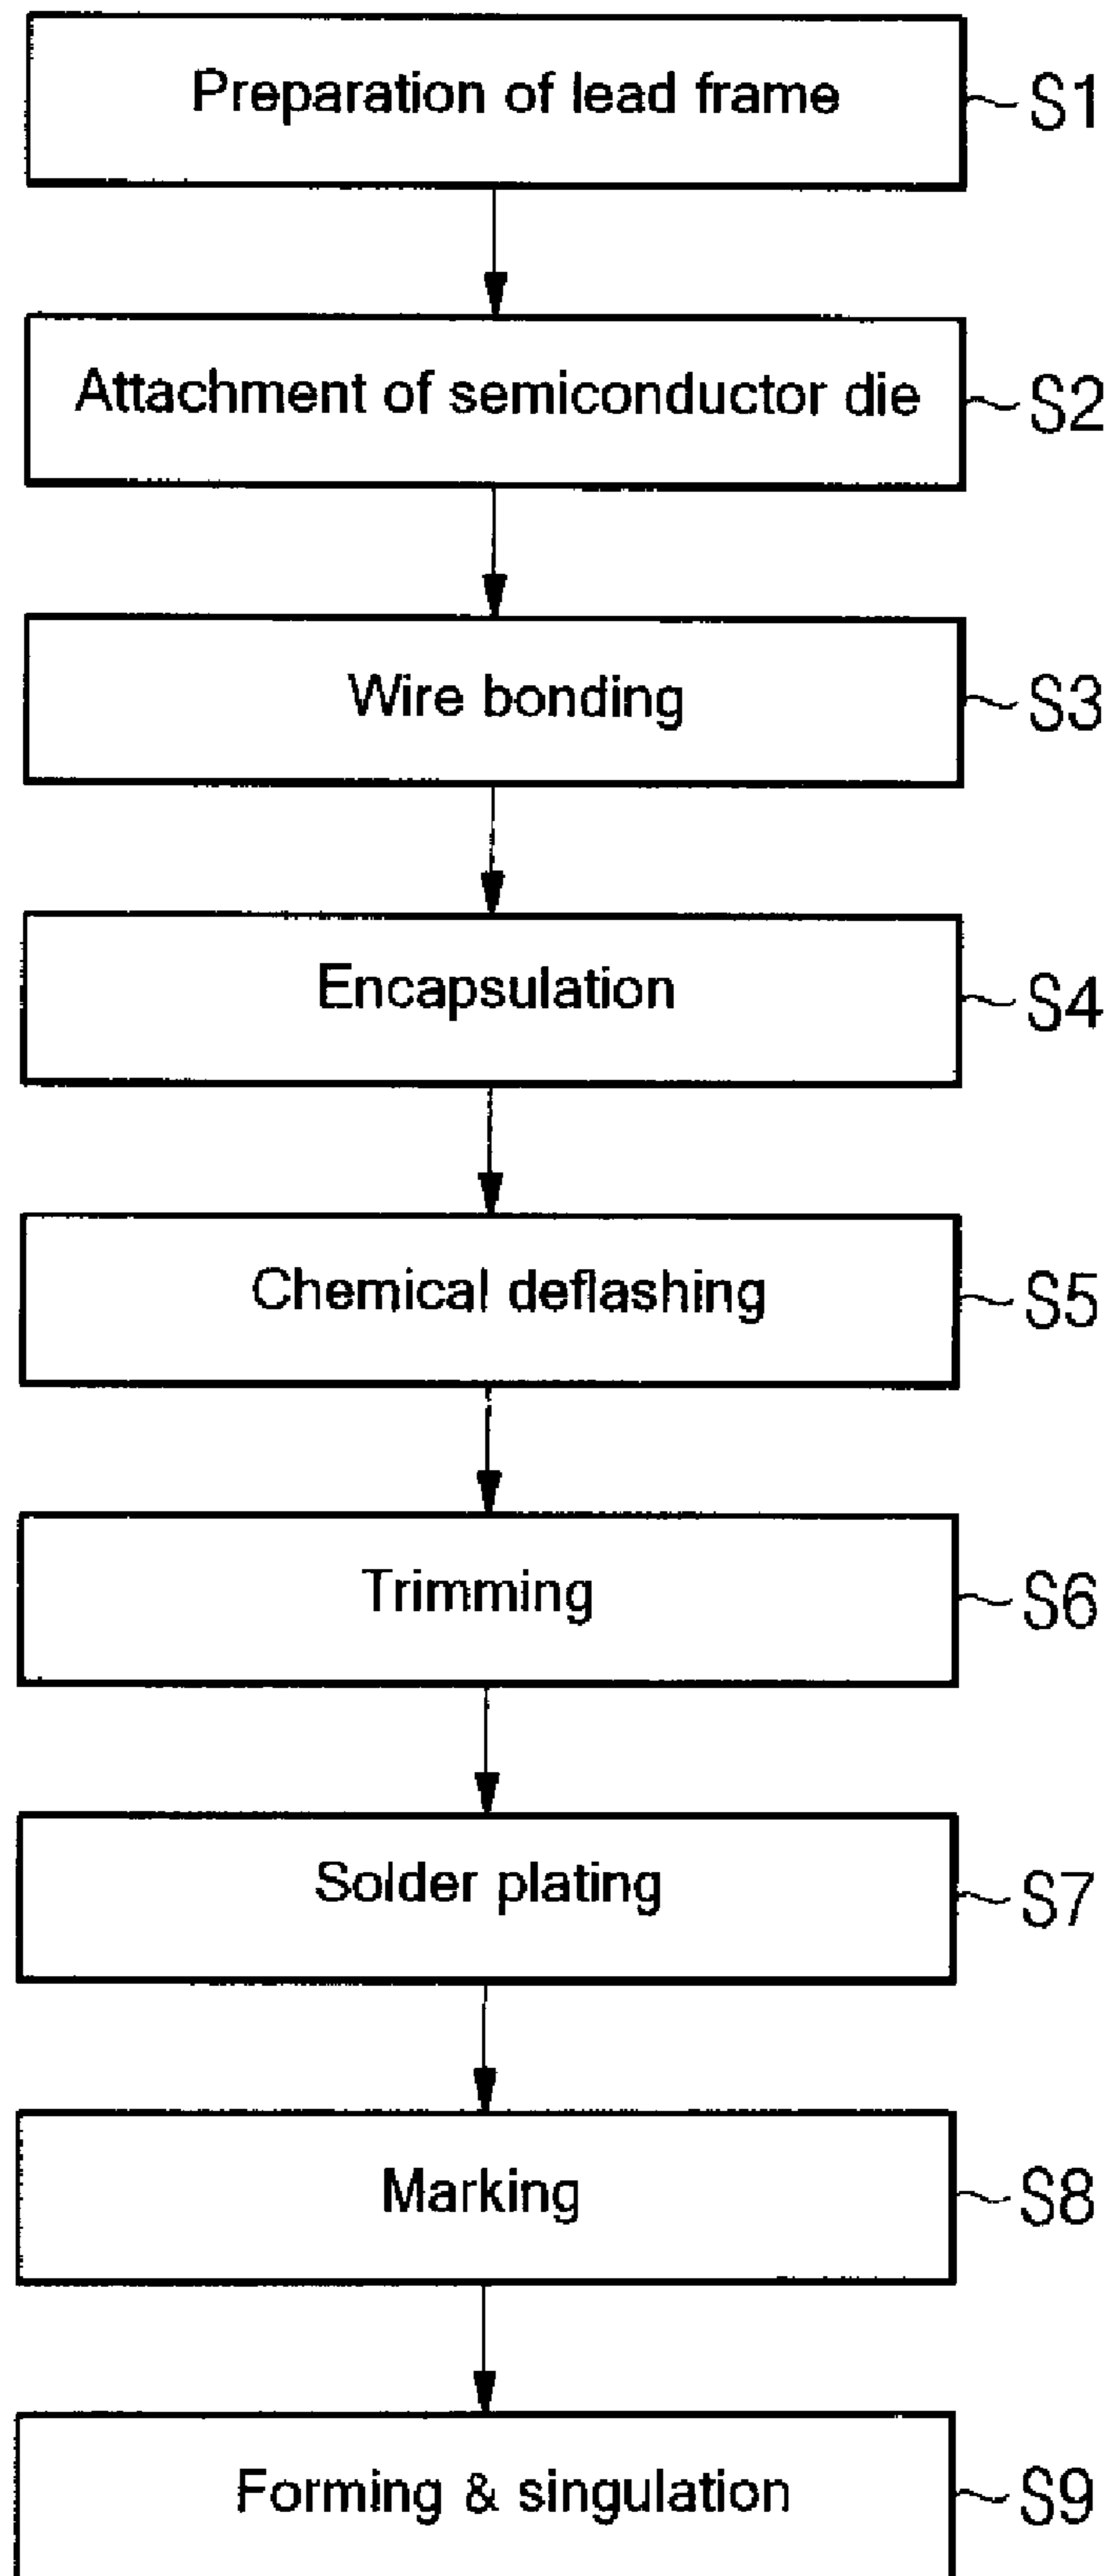 Preparation of lead frame S1
Attachment of semiconductor die S2
Wire bonding S3
Encapsulation S4
Chemical deflashing S5
Trimming S6
Solder plating S7
Marking S8
Forming & singulation S9